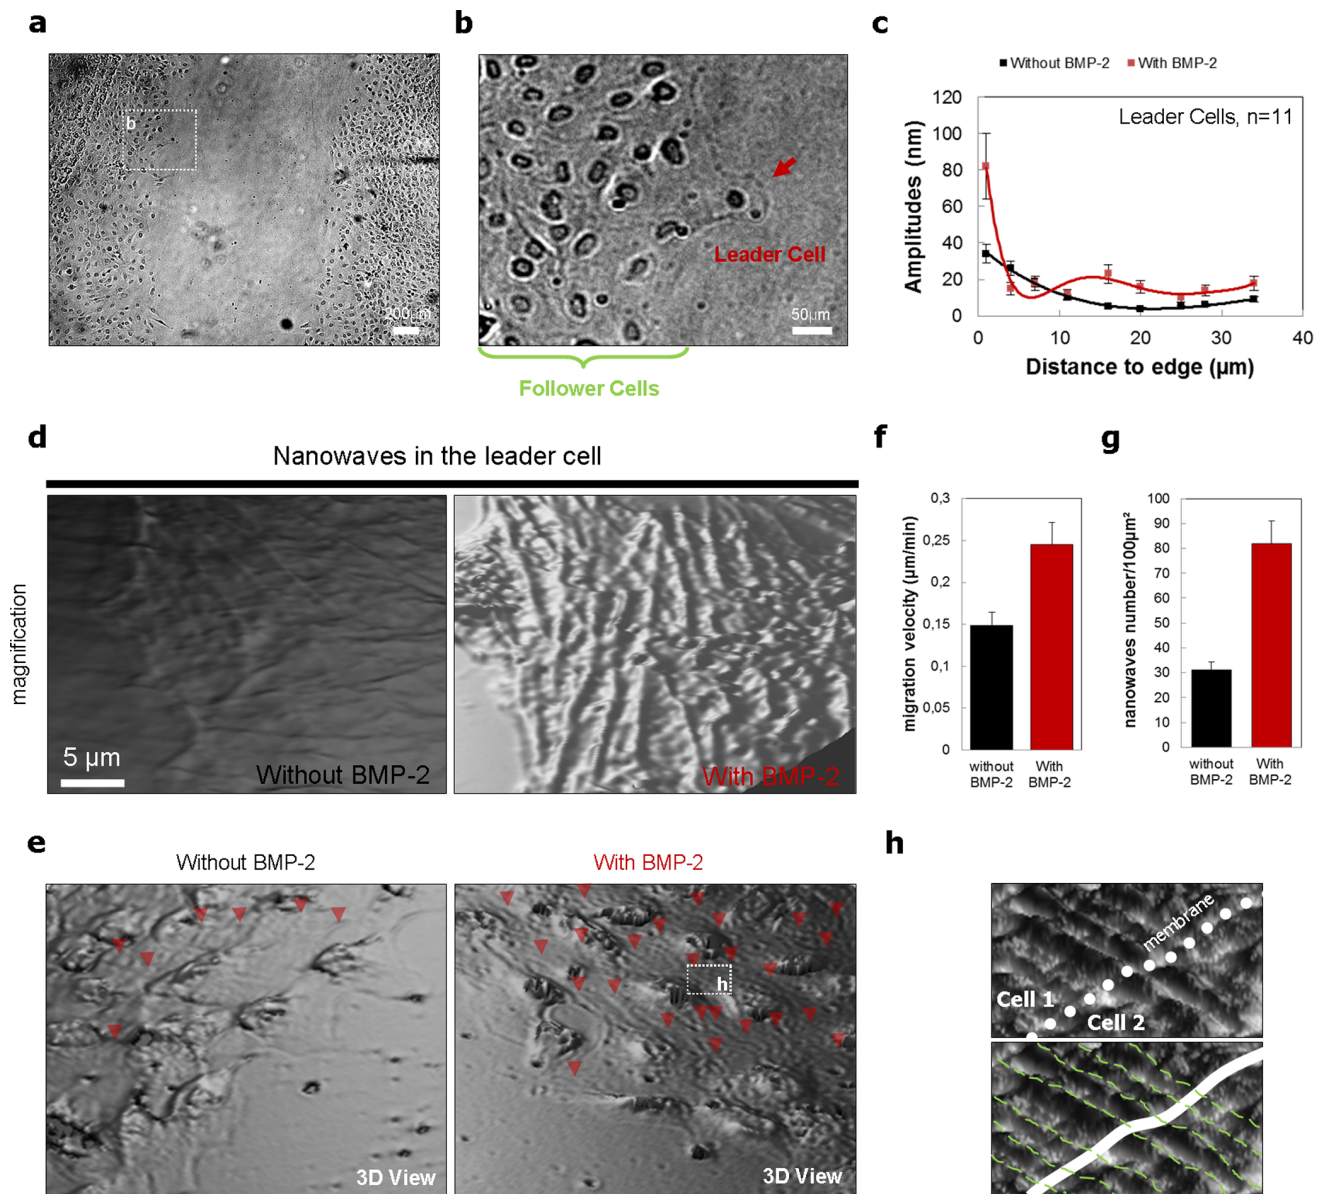 a
b
200µm
b
Leader Cell
50µm
Follower Cells
c
Without BMP-2 With BMP-2
Leader Cells, n=11
Amplitudes (nm)
120
100
80
60
40
20
0
0 10 20 30 40
Distance to edge (µm)
d
Nanowaves in the leader cell
magnification
5 µm
Without BMP-2
With BMP-2
f
migration velocity (µm/min)
0,3
0,25
0,2
0,15
0,1
0,05
0
without BMP-2
With BMP-2
g
nanowaves number/100µm²
100
90
80
70
60
50
40
30
20
10
0
without BMP-2
With BMP-2
e
Without BMP-2
3D View
With BMP-2
h
3D View
h
membrane
Cell 1
Cell 2